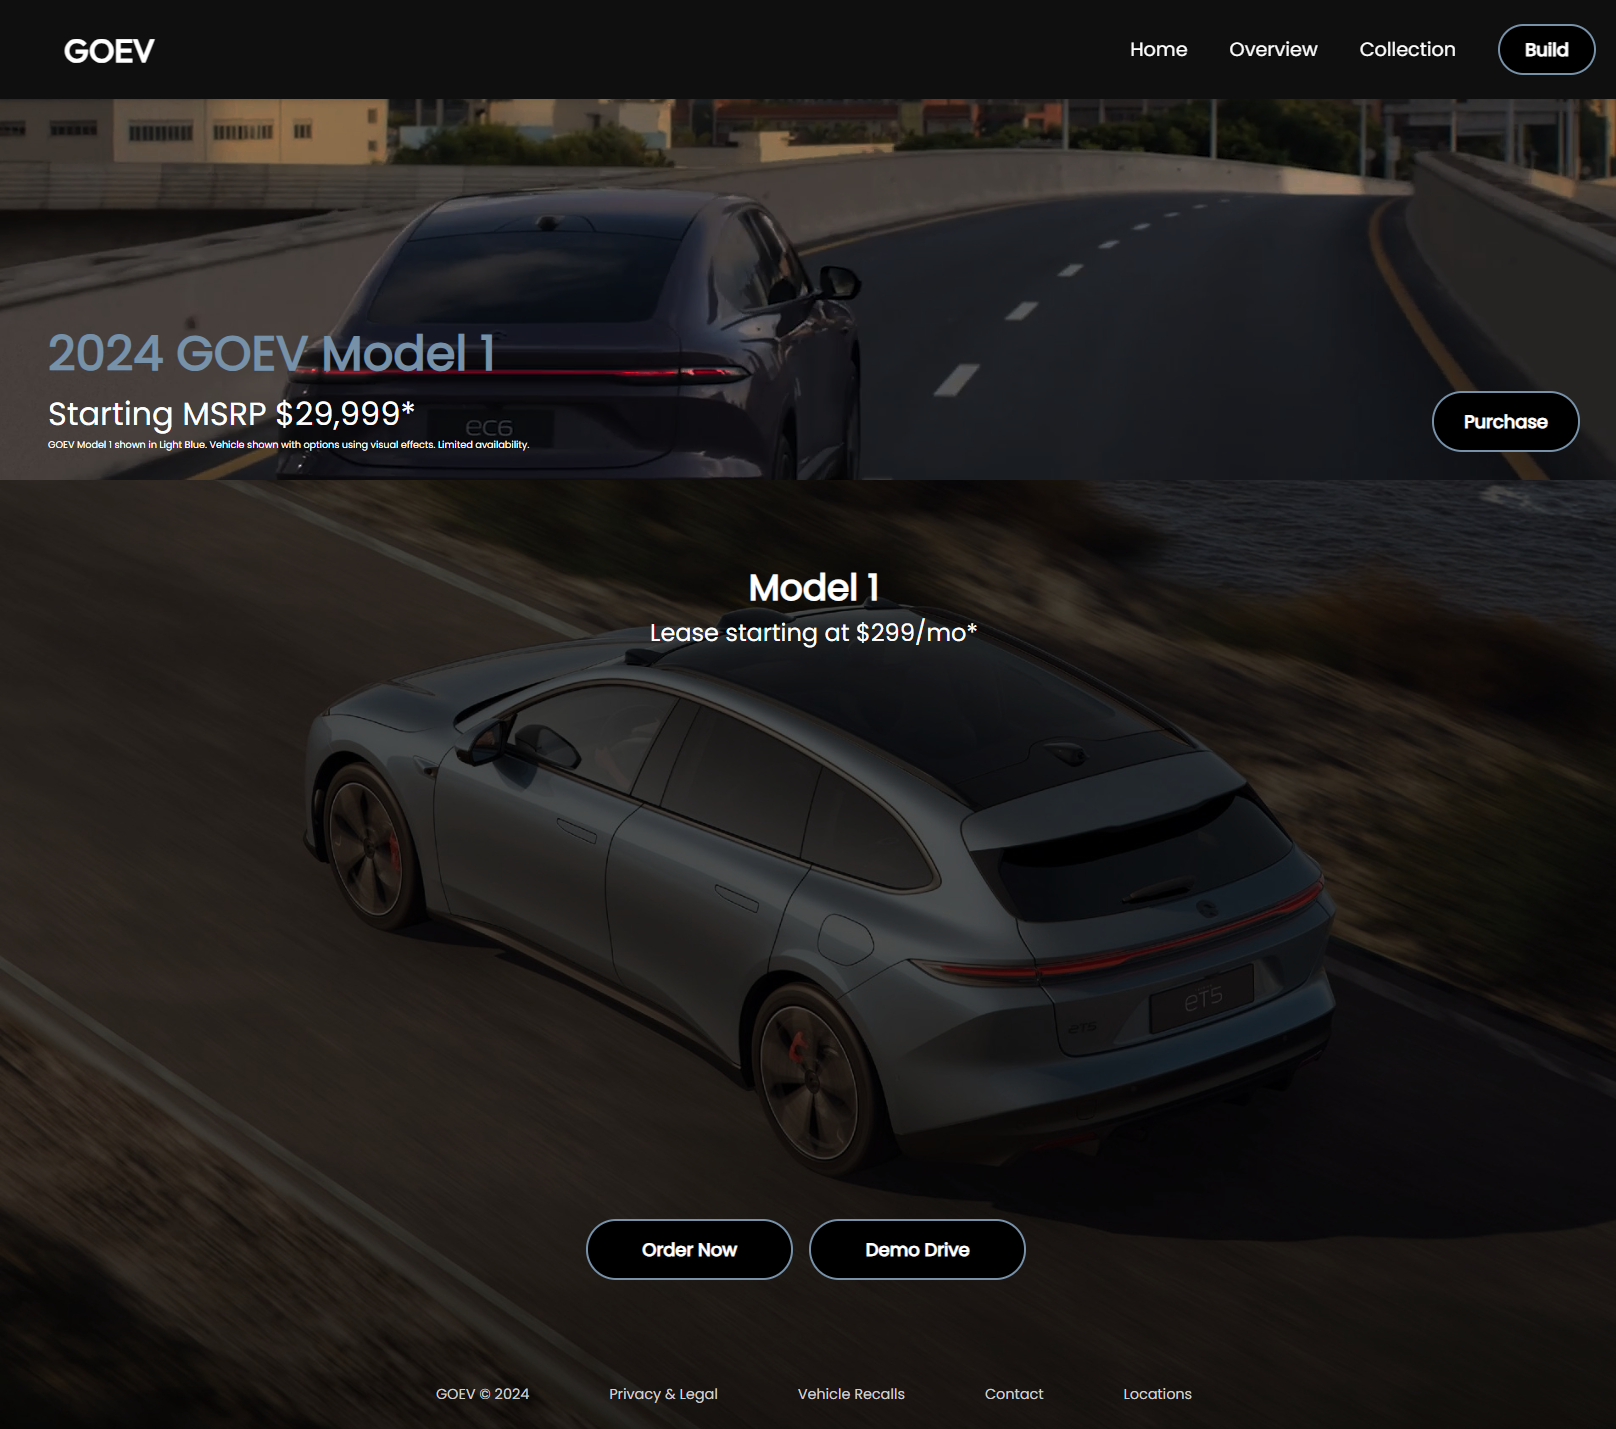 GOEV
Home Overview Collection Build
2024 GOEV Model 1
Starting MSRP $29,999*
EC6
GOEV Model 1 shown in Light Blue. Vehicle shown with options using visual effects. Limited availability.
Purchase
Model 1
Lease starting at $299/mo*
eT5
eT5
Order Now Demo Drive
GOEV © 2024 Privacy & Legal Vehicle Recalls Contact Locations